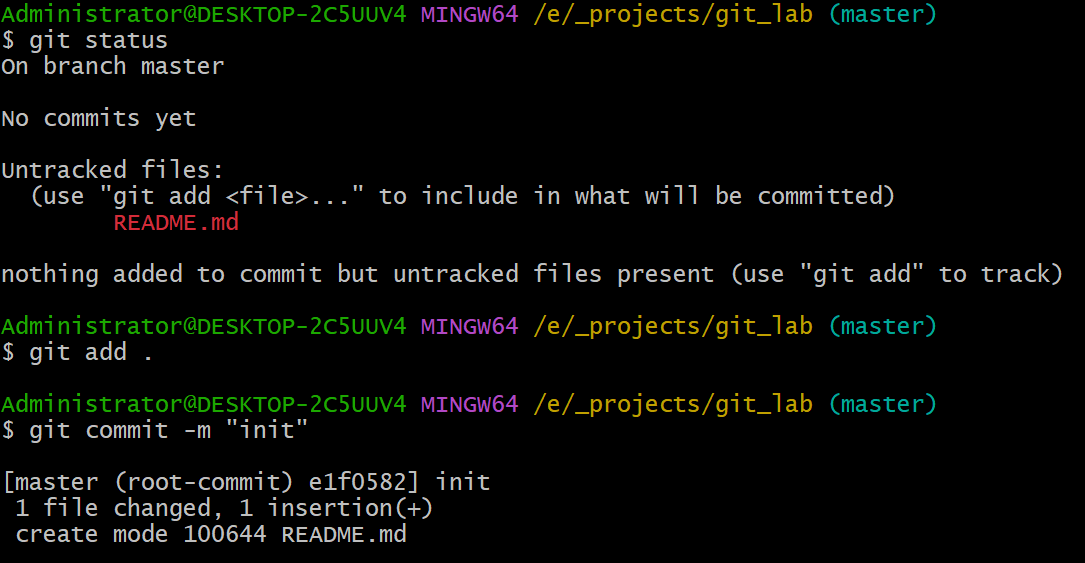 Administrator@DESKTOP-2C5UUV4 MINGW64 /e/_projects/git_lab (master)
$ git status
On branch master
No commits yet
Untracked files:
  (use "git add <file>..." to include in what will be committed)
        README.md
nothing added to commit but untracked files present (use "git add" to track)
Administrator@DESKTOP-2C5UUV4 MINGW64 /e/_projects/git_lab (master)
$ git add .
Administrator@DESKTOP-2C5UUV4 MINGW64 /e/_projects/git_lab (master)
$ git commit -m "init"
[master (root-commit) e1f0582] init
 1 file changed, 1 insertion(+)
 create mode 100644 README.md